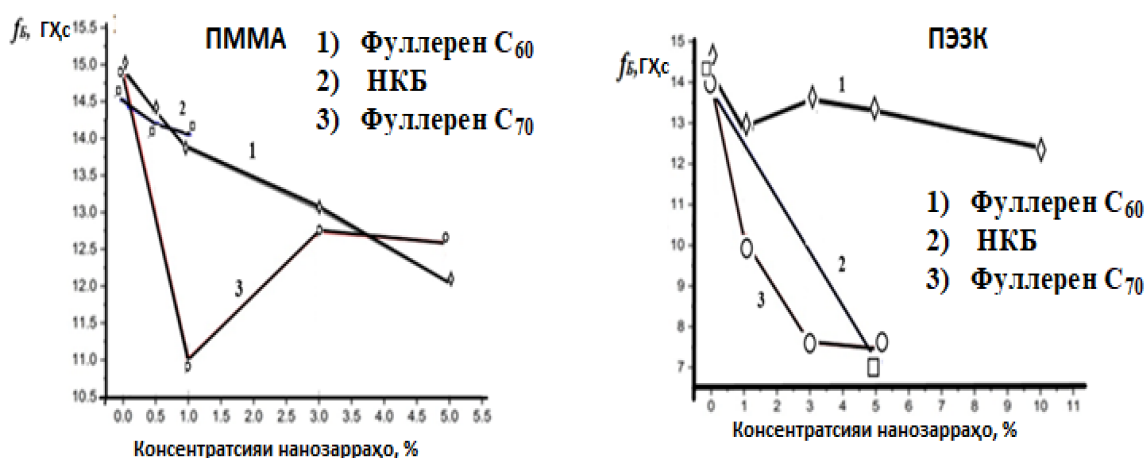 f_Б, ГҲс
ПММА
1) Фуллерен C₆₀
2) НКБ
3) Фуллерен C₇₀
15.5
15.0
14.5
14.0
13.5
13.0
12.5
12.0
11.5
11.0
10.5
2
1
3
0.0 0.5 1.0 1.5 2.0 2.5 3.0 3.5 4.0 4.5 5.0 5.5
Консентратсияи нанозарраҳо, %
f_Б,ГҲс
ПЭЗК
15
14
13
12
11
10
9
8
7
1
2
3
1) Фуллерен C₆₀
2) НКБ
3) Фуллерен C₇₀
0 1 2 3 4 5 6 7 8 9 10 11
Консентратсияи нанозарраҳо, %